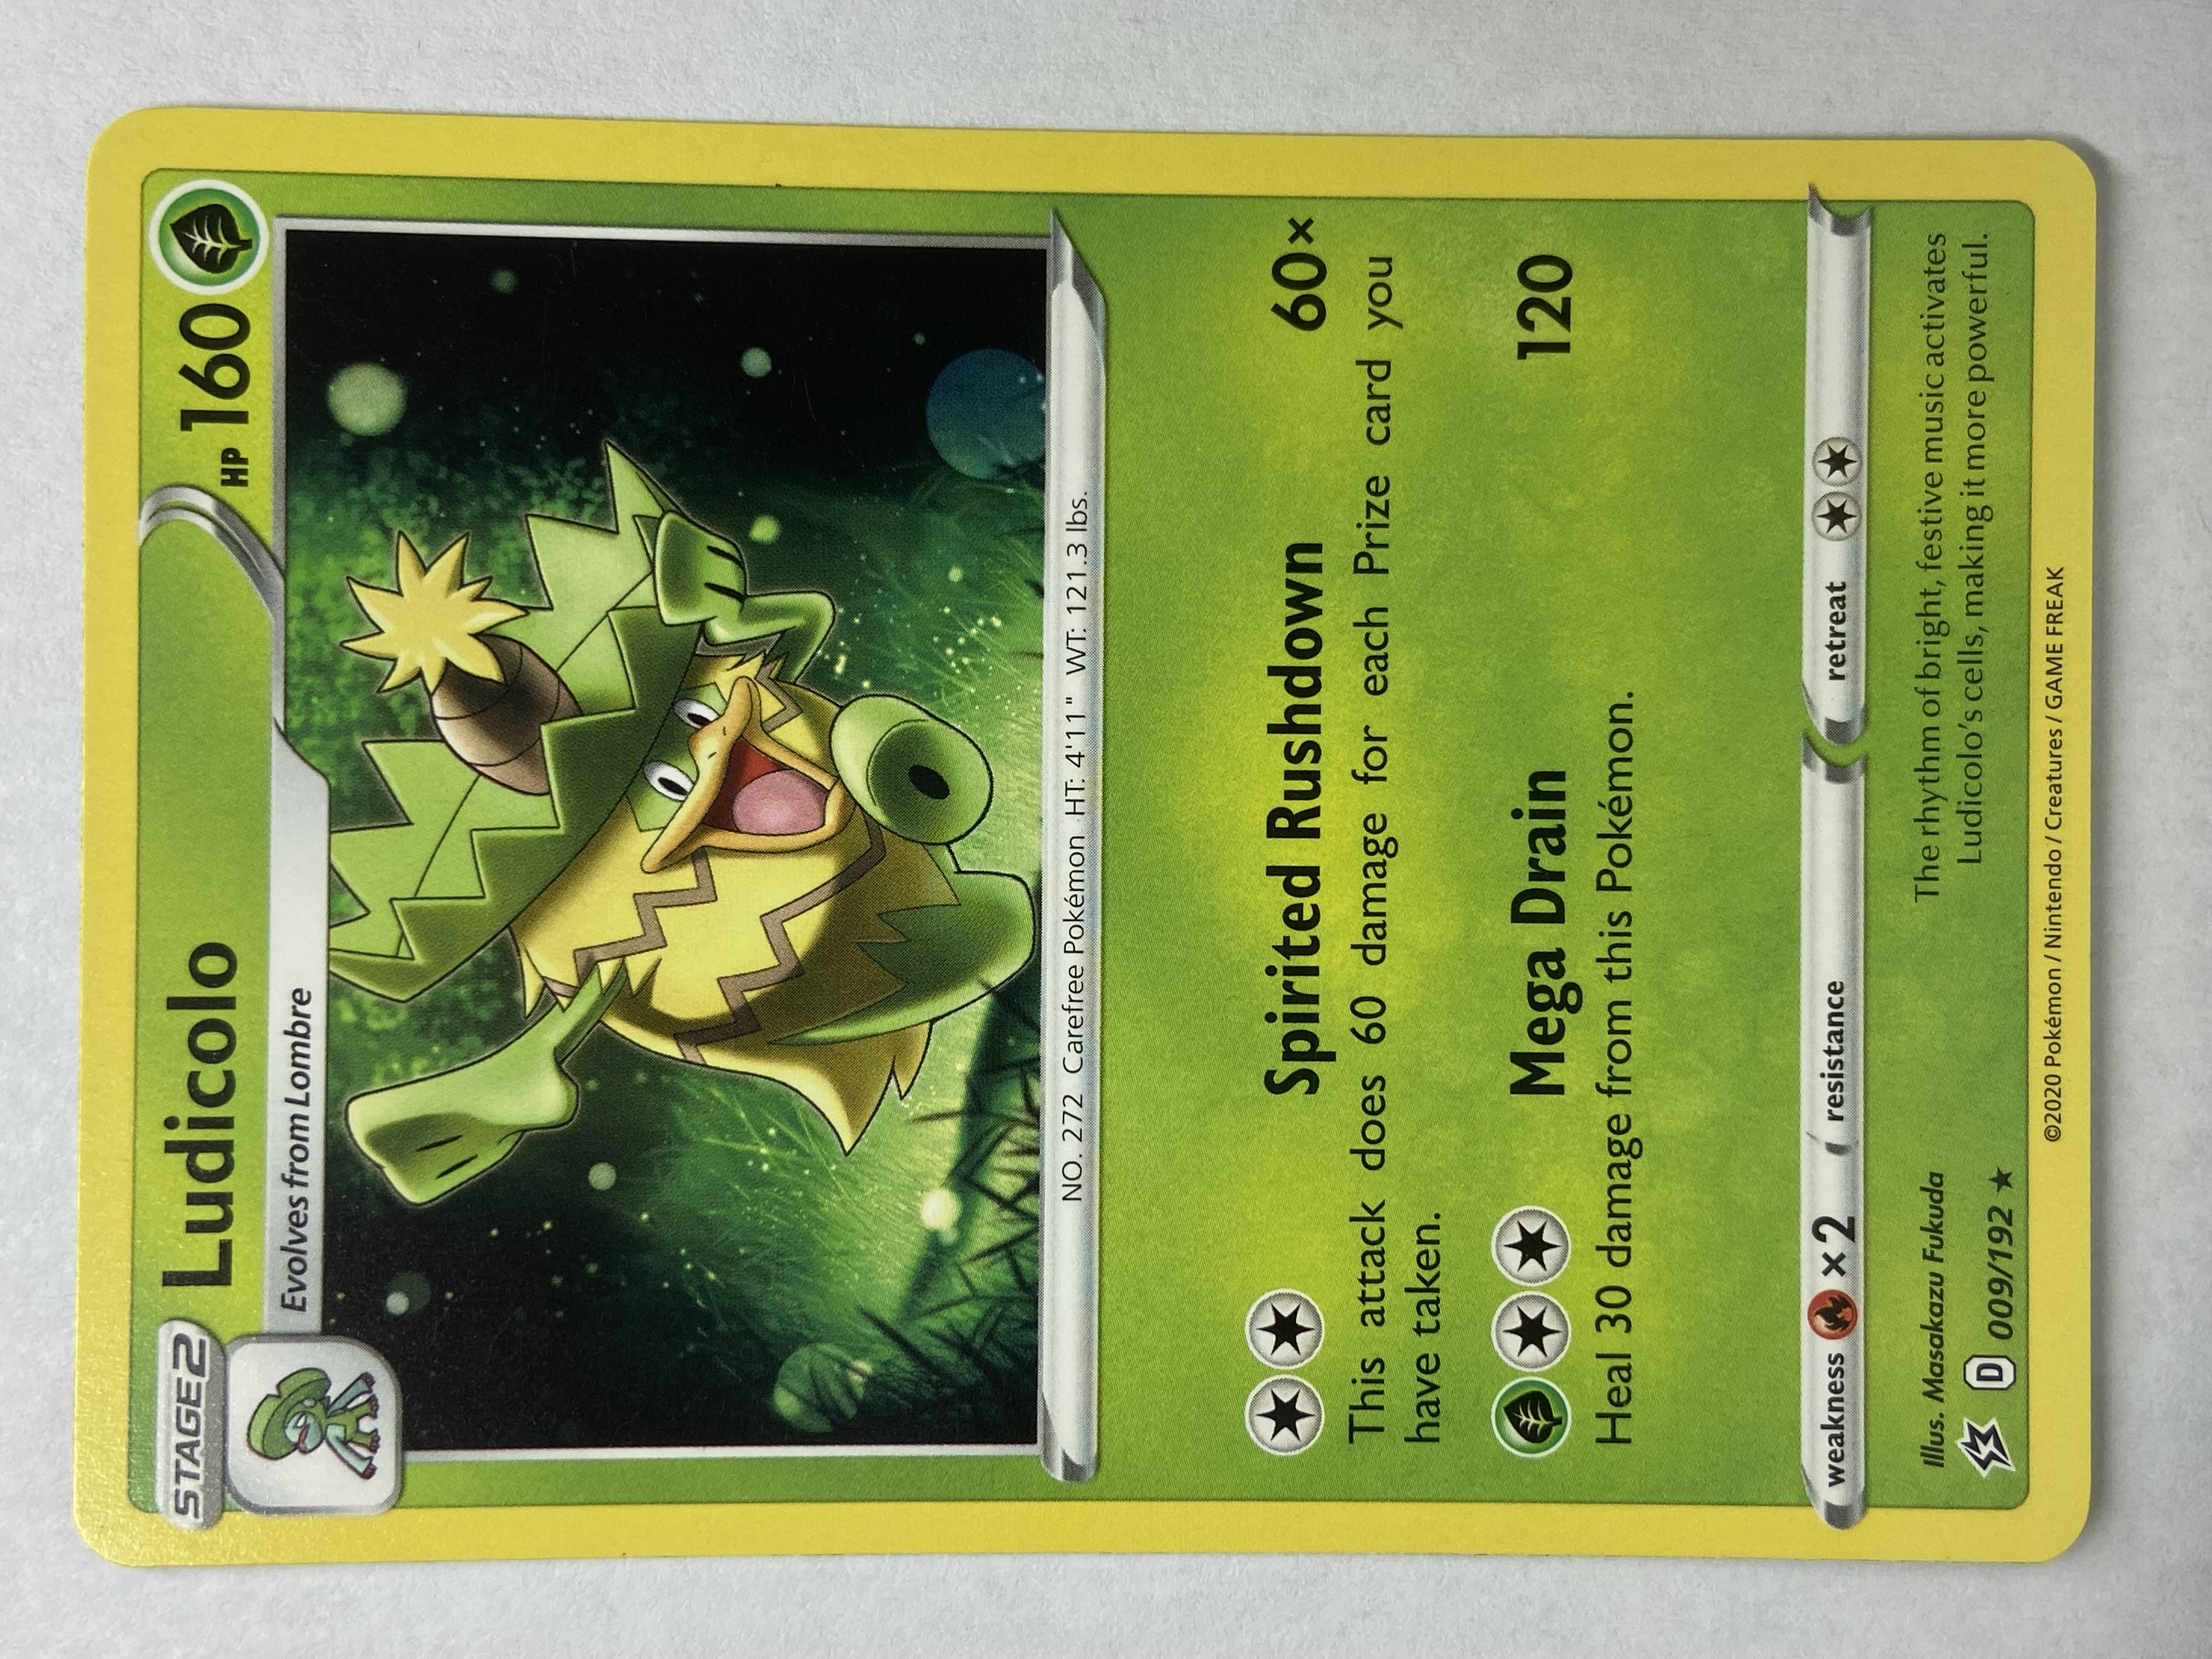 STAGE 2
Ludicolo
HP 160
Evolves from Lombre
NO. 272 Carefree Pokémon HT: 4'11" WT: 121.3 lbs.
Spirited Rushdown 60×
This attack does 60 damage for each Prize card you
have taken.
Mega Drain 120
Heal 30 damage from this Pokémon.
weakness ×2 resistance retreat
Illus. Masakazu Fukuda
The rhythm of bright, festive music activates
Ludicolo's cells, making it more powerful.
D 009/192 ★
©2020 Pokémon / Nintendo / Creatures / GAME FREAK